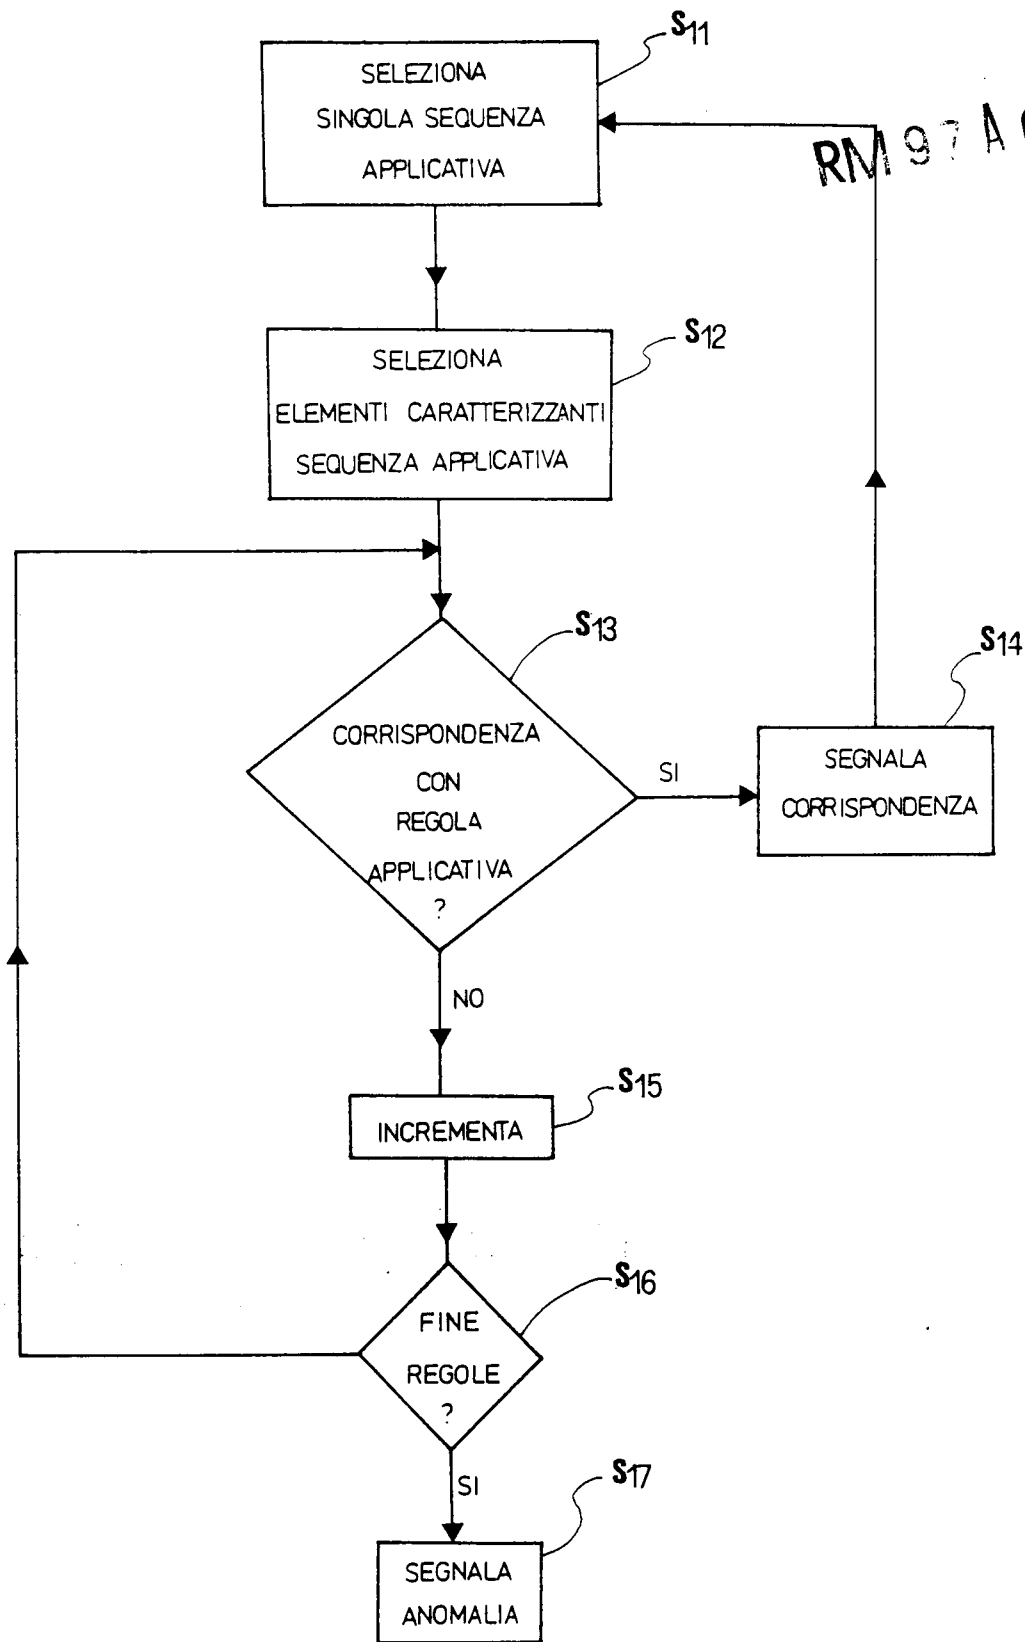 S11
SELEZIONA
SINGOLA SEQUENZA
APPLICATIVA
RM 97 A
S12
SELEZIONA
ELEMENTI CARATTERIZZANTI
SEQUENZA APPLICATIVA
S13
CORRISPONDENZA
CON
REGOLA
APPLICATIVA
?
SI
S14
SEGNALA
CORRISPONDENZA
NO
S15
INCREMENTA
S16
FINE
REGOLE
?
SI
S17
SEGNALA
ANOMALIA